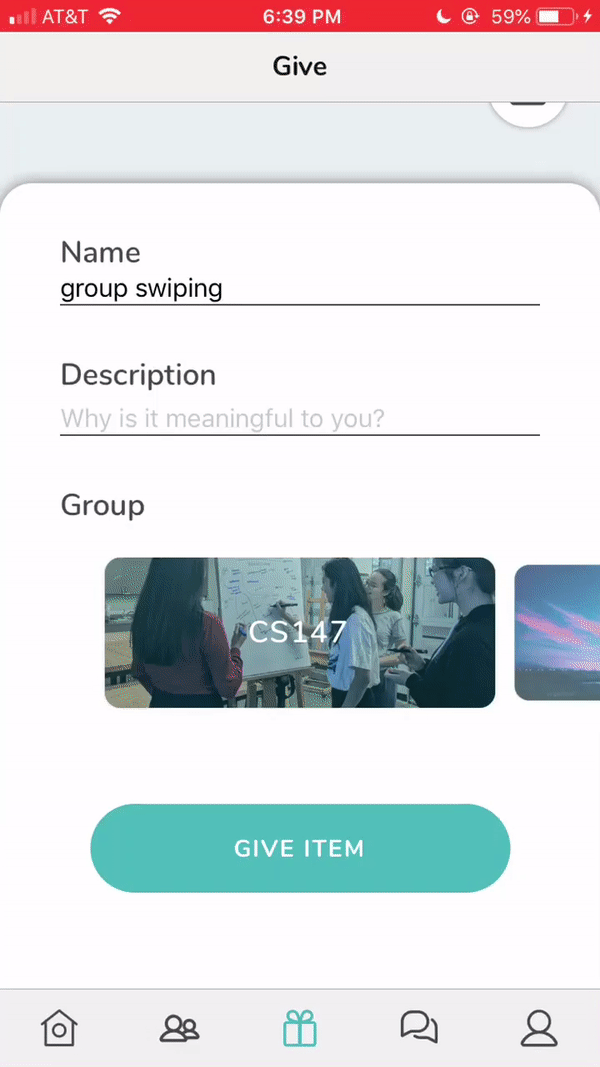 AT&T 6:39 PM 59%
Give
Name
group swiping
Description
Why is it meaningful to you?
Group
CS147
GIVE ITEM